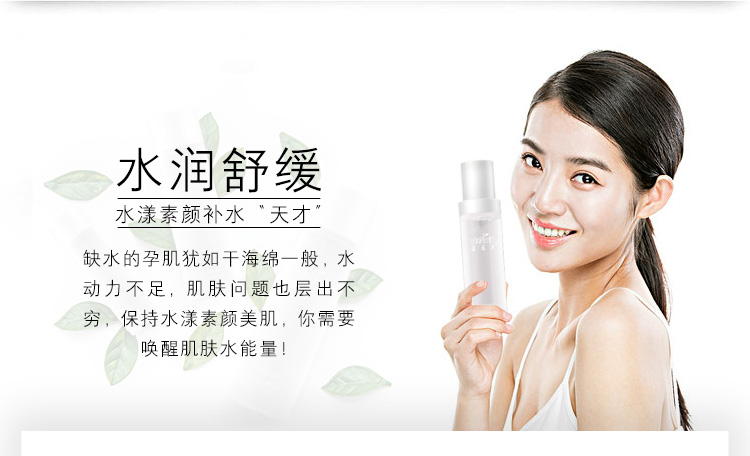 水润舒缓
水漾素颜补水〝天才〞
缺水的孕肌犹如干海绵一般，水
动力不足，肌肤问题也层出不
穷，保持水漾素颜美肌，你需要
唤醒肌肤水能量！